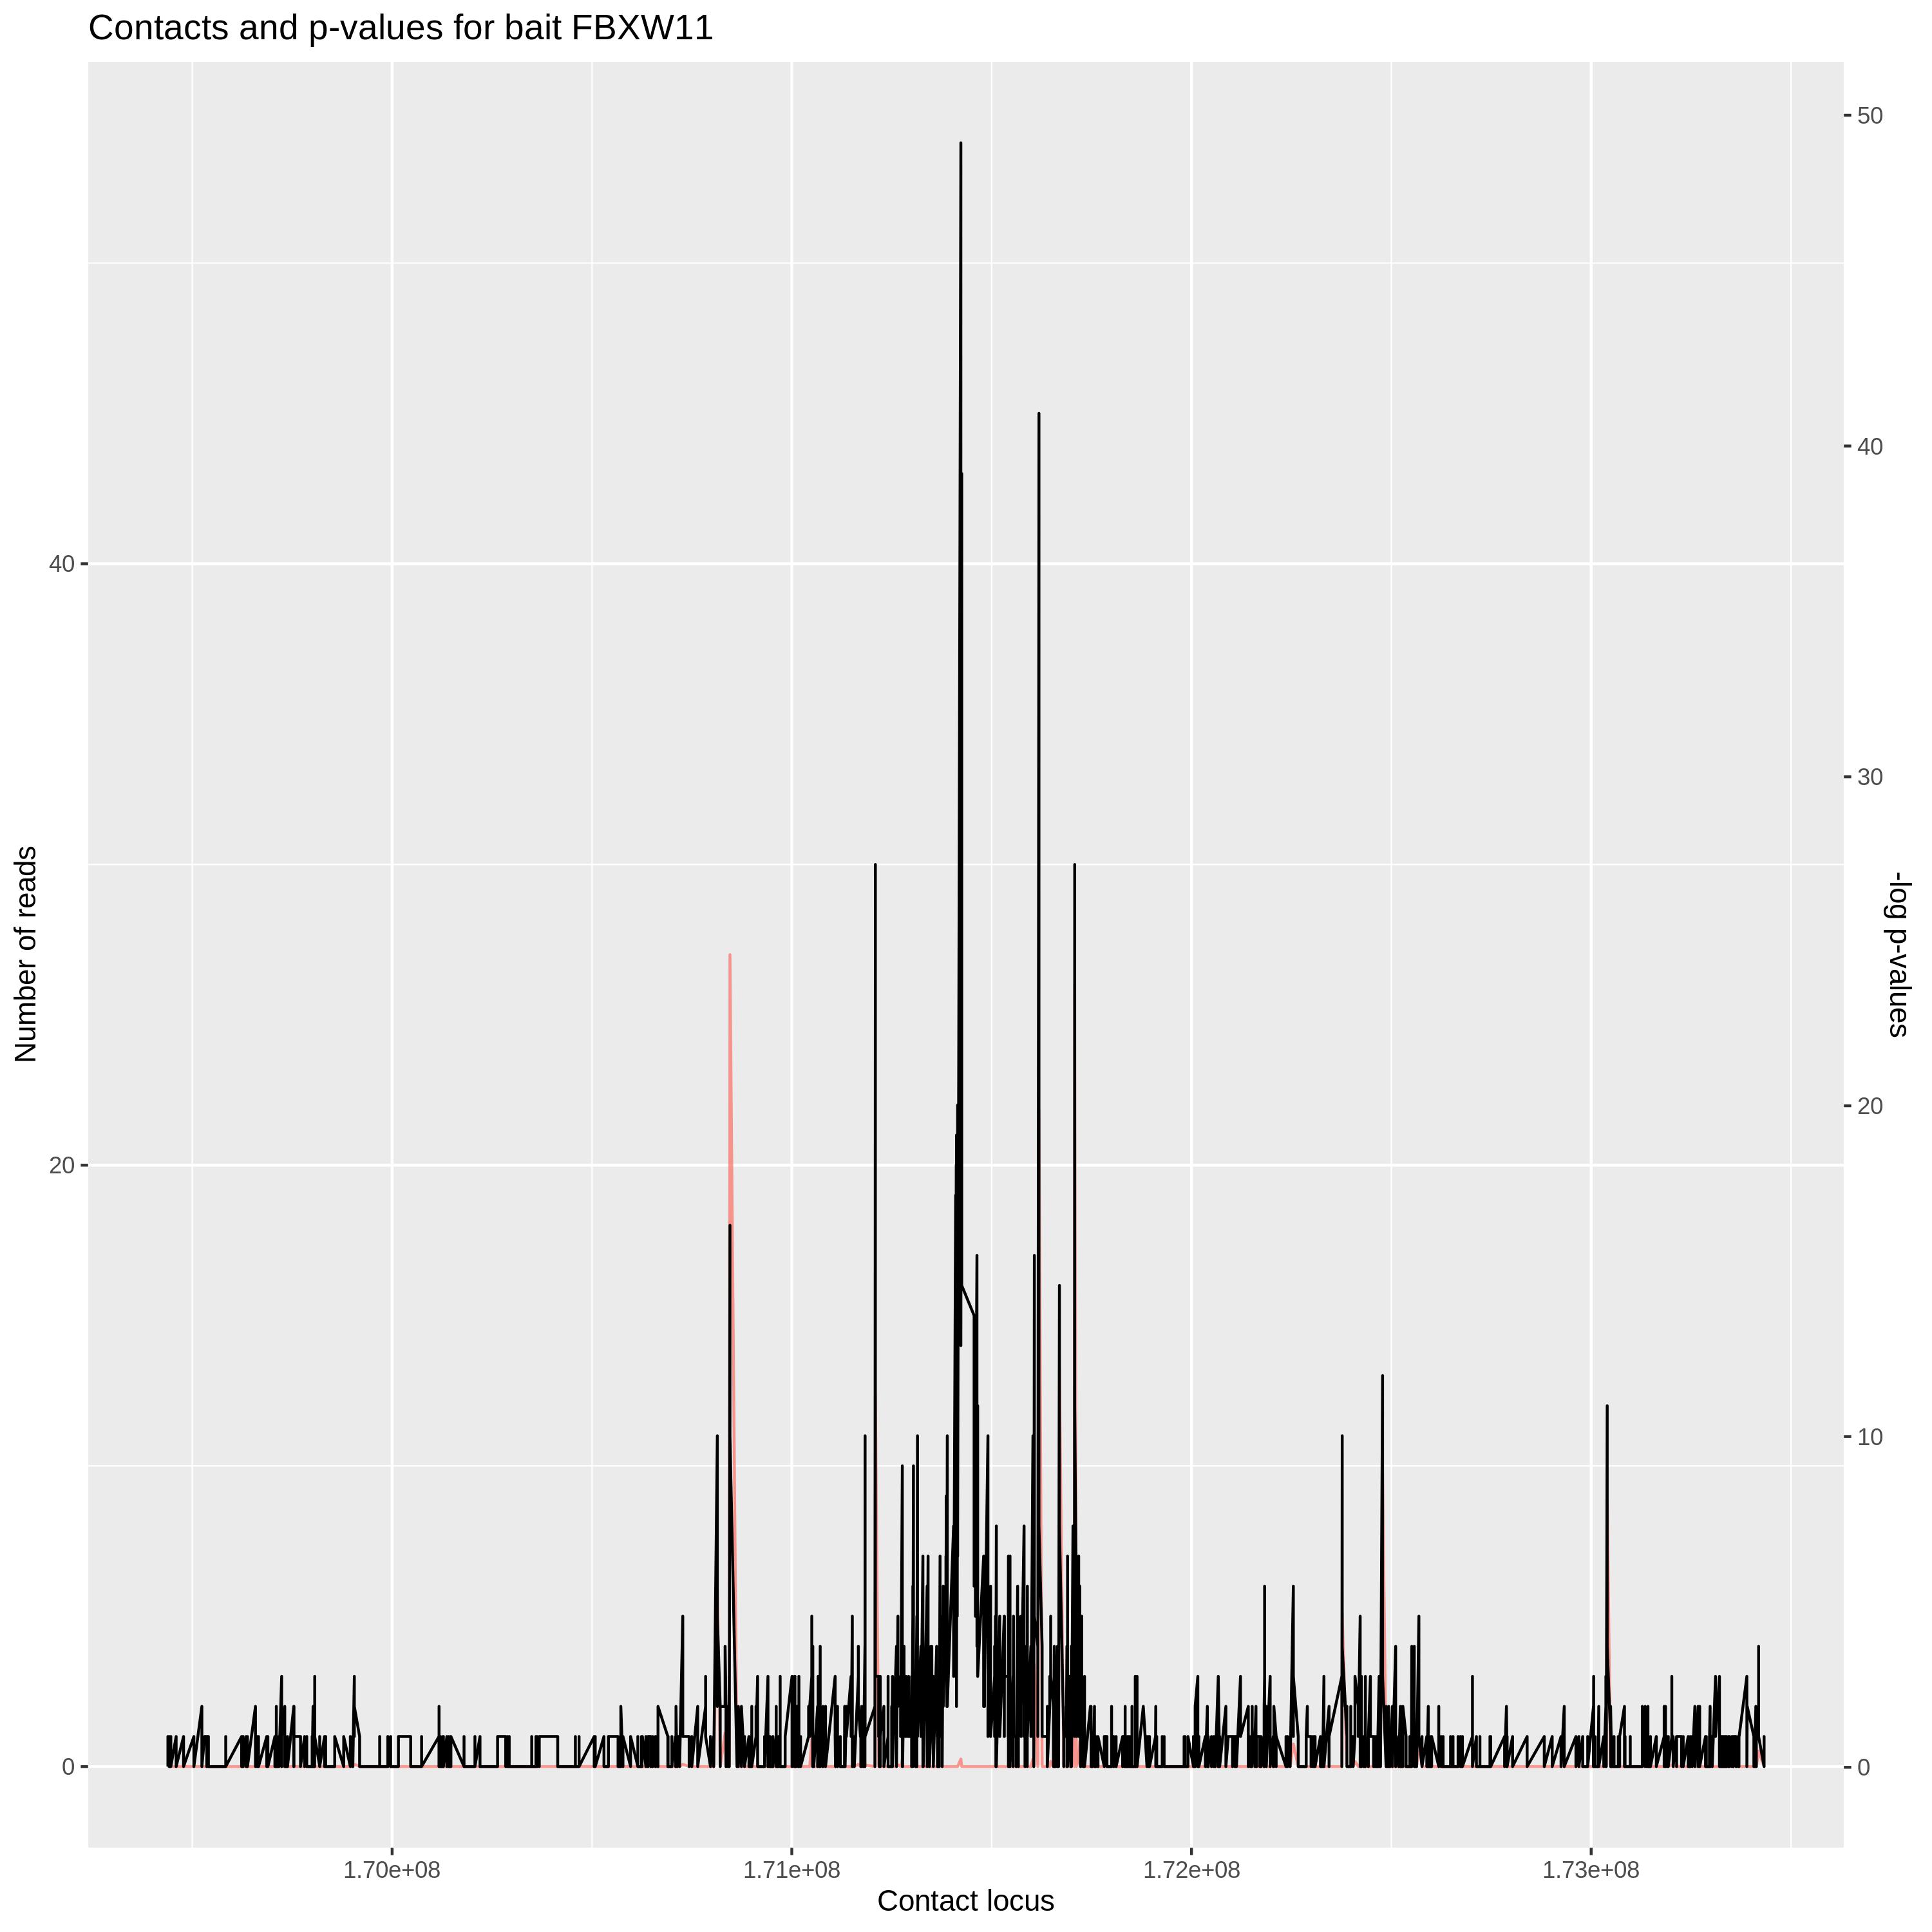 Contacts and p-values for bait FBXW11
Number of reads
40
20
0
50
40
30
20
10
0
-log p-values
1.70e+08
1.71e+08
1.72e+08
1.73e+08
Contact locus